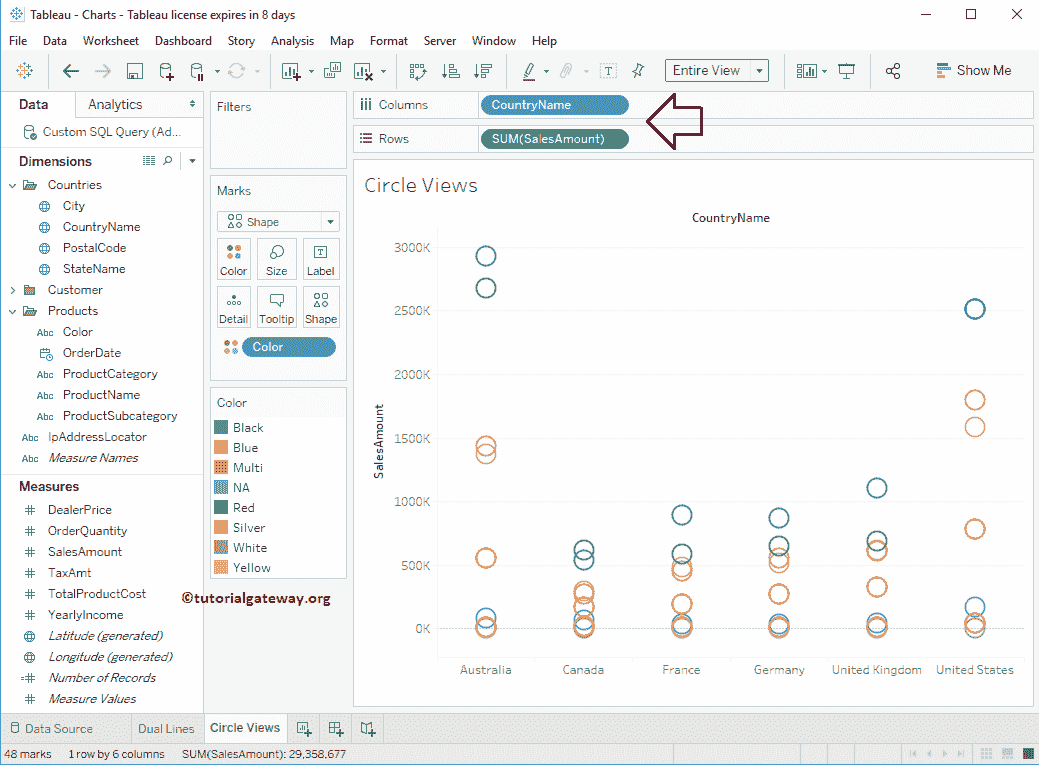 Tableau - Charts - Tableau license expires in 8 days
File Data Worksheet Dashboard Story Analysis Map Format Server Window Help
Entire View
Show Me
Data
Analytics
Custom SQL Query (Ad...
Dimensions
Countries
City
CountryName
PostalCode
StateName
Customer
Products
Abc Color
OrderDate
Abc ProductCategory
Abc ProductName
Abc ProductSubcategory
Abc IpAddressLocator
Abc Measure Names
Measures
DealerPrice
OrderQuantity
SalesAmount
TaxAmt
TotalProductCost
YearlyIncome
Latitude (generated)
Longitude (generated)
Number of Records
Measure Values
Filters
Marks
Shape
Color Size Label
Detail Tooltip Shape
Color
Color
Black
Blue
Multi
NA
Red
Silver
White
Yellow
©tutorialgateway.org
Columns CountryName
Rows SUM(SalesAmount)
Circle Views
CountryName
SalesAmount
3000K
2500K
2000K
1500K
1000K
500K
0K
Australia Canada France Germany United Kingdom United States
Data Source Dual Lines Circle Views
48 marks 1 row by 6 columns SUM(SalesAmount): 29,358,677